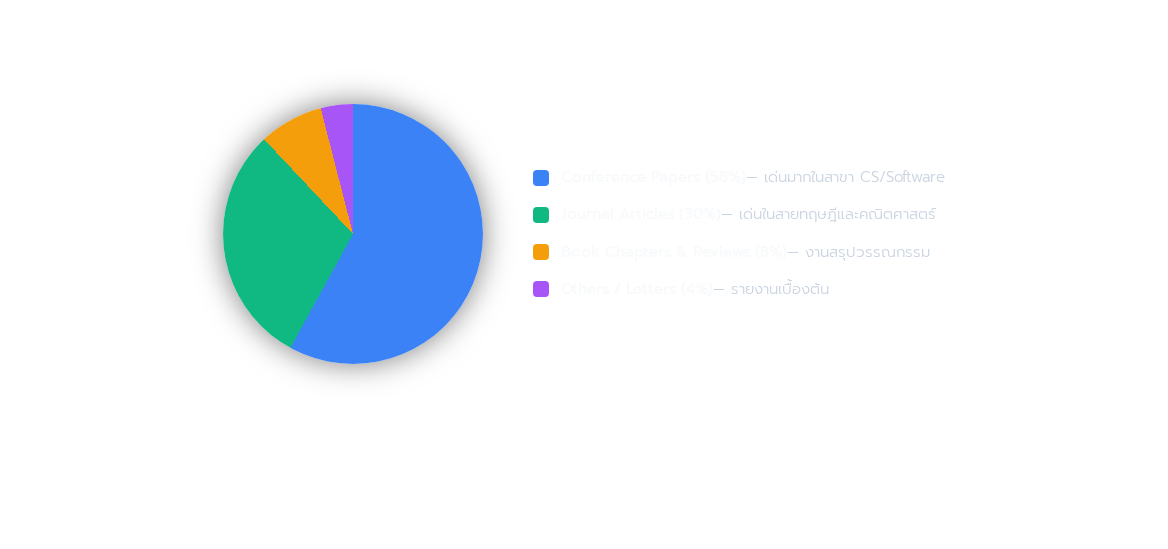 Conference Papers (58%)— เด่นมากในสาขา CS/Software
Journal Articles (30%)— เด่นในสายทฤษฎีและคณิตศาสตร์
Book Chapters & Reviews (8%)— งานสรุปวรรณกรรม
Others / Letters (4%)— รายงานเบื้องต้น